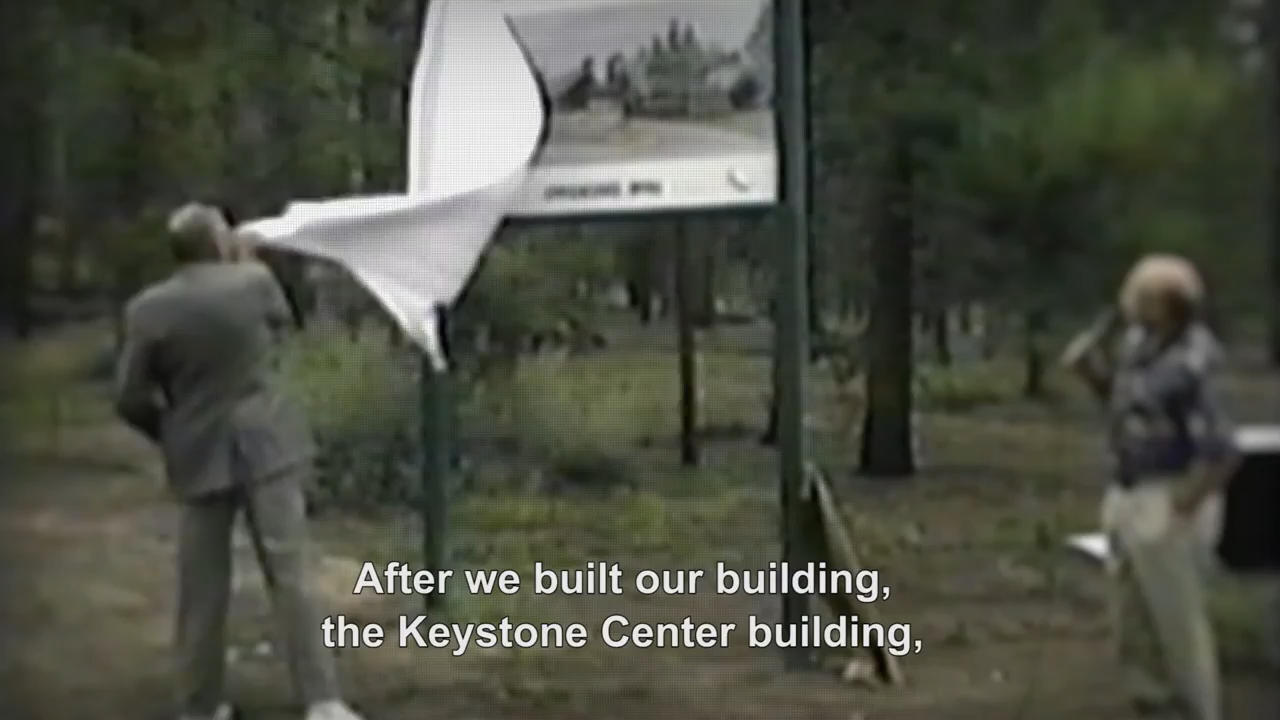 After we built our building,
the Keystone Center building,